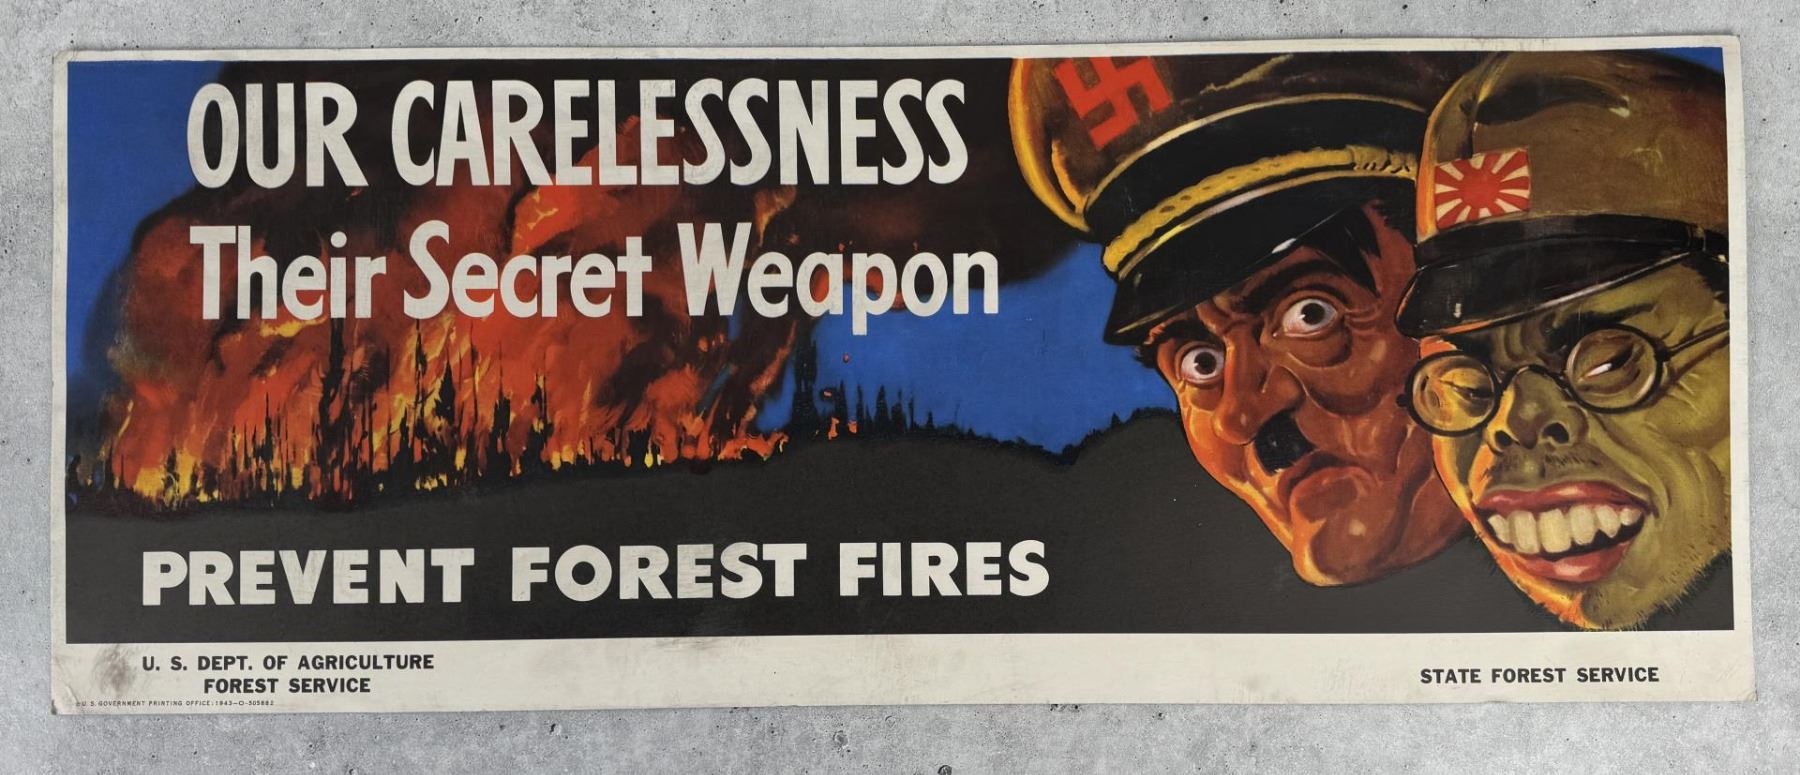 OUR CARELESSNESS
Their Secret Weapon
PREVENT FOREST FIRES
U. S. DEPT. OF AGRICULTURE
FOREST SERVICE
STATE FOREST SERVICE
U. S. GOVERNMENT PRINTING OFFICE: 1943—O-505882